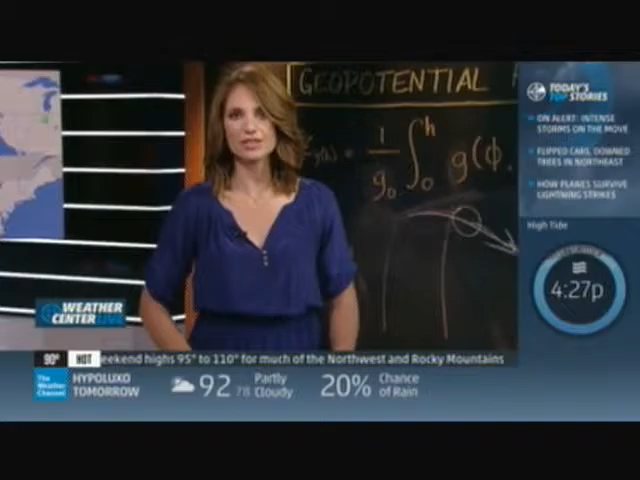 GEOPOTENTIAL
1
g₀
∫
h
0
g(ϕ,
TODAY'S
TOP STORIES
ON ALERT: INTENSE
STORMS ON THE MOVE
FLIPPED CARS, DOWNED
TREES IN NORTHEAST
HOW PLANES SURVIVE
LIGHTNING STRIKES
High Tide
4:27p
WEATHER
CENTER LIVE
90° HOT eekend highs 95° to 110° for much of the Northwest and Rocky Mountains
The
Weather
Channel
HYPOLUXO
TOMORROW
92 78
Partly
Cloudy
20%
Chance
of Rain